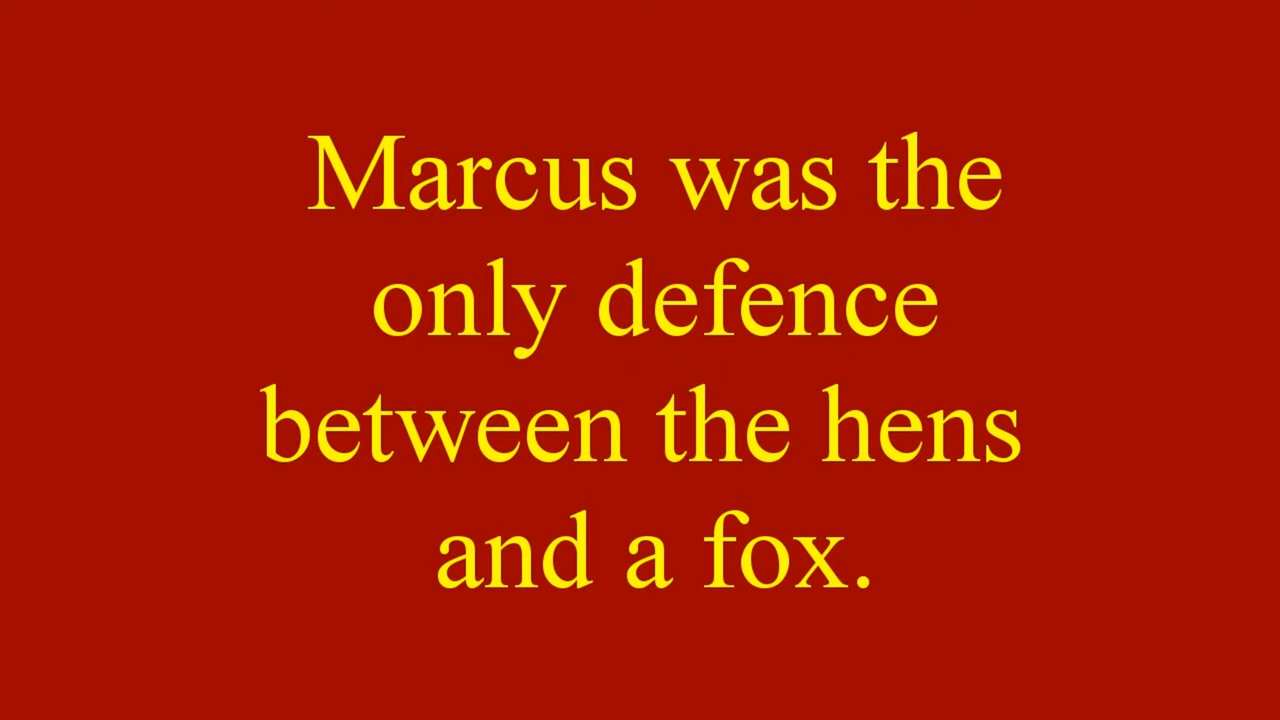 Marcus was the
only defence
between the hens
and a fox.